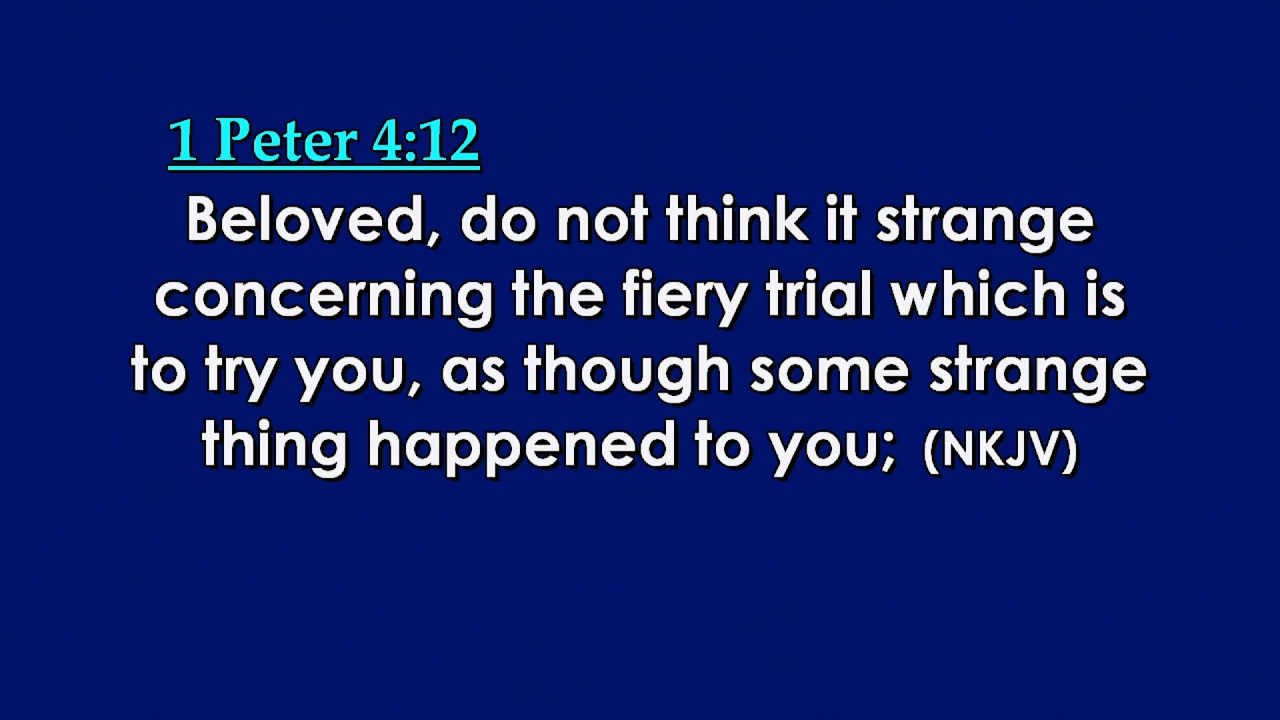 1 Peter 4:12
Beloved, do not think it strange
concerning the fiery trial which is
to try you, as though some strange
thing happened to you; (NKJV)